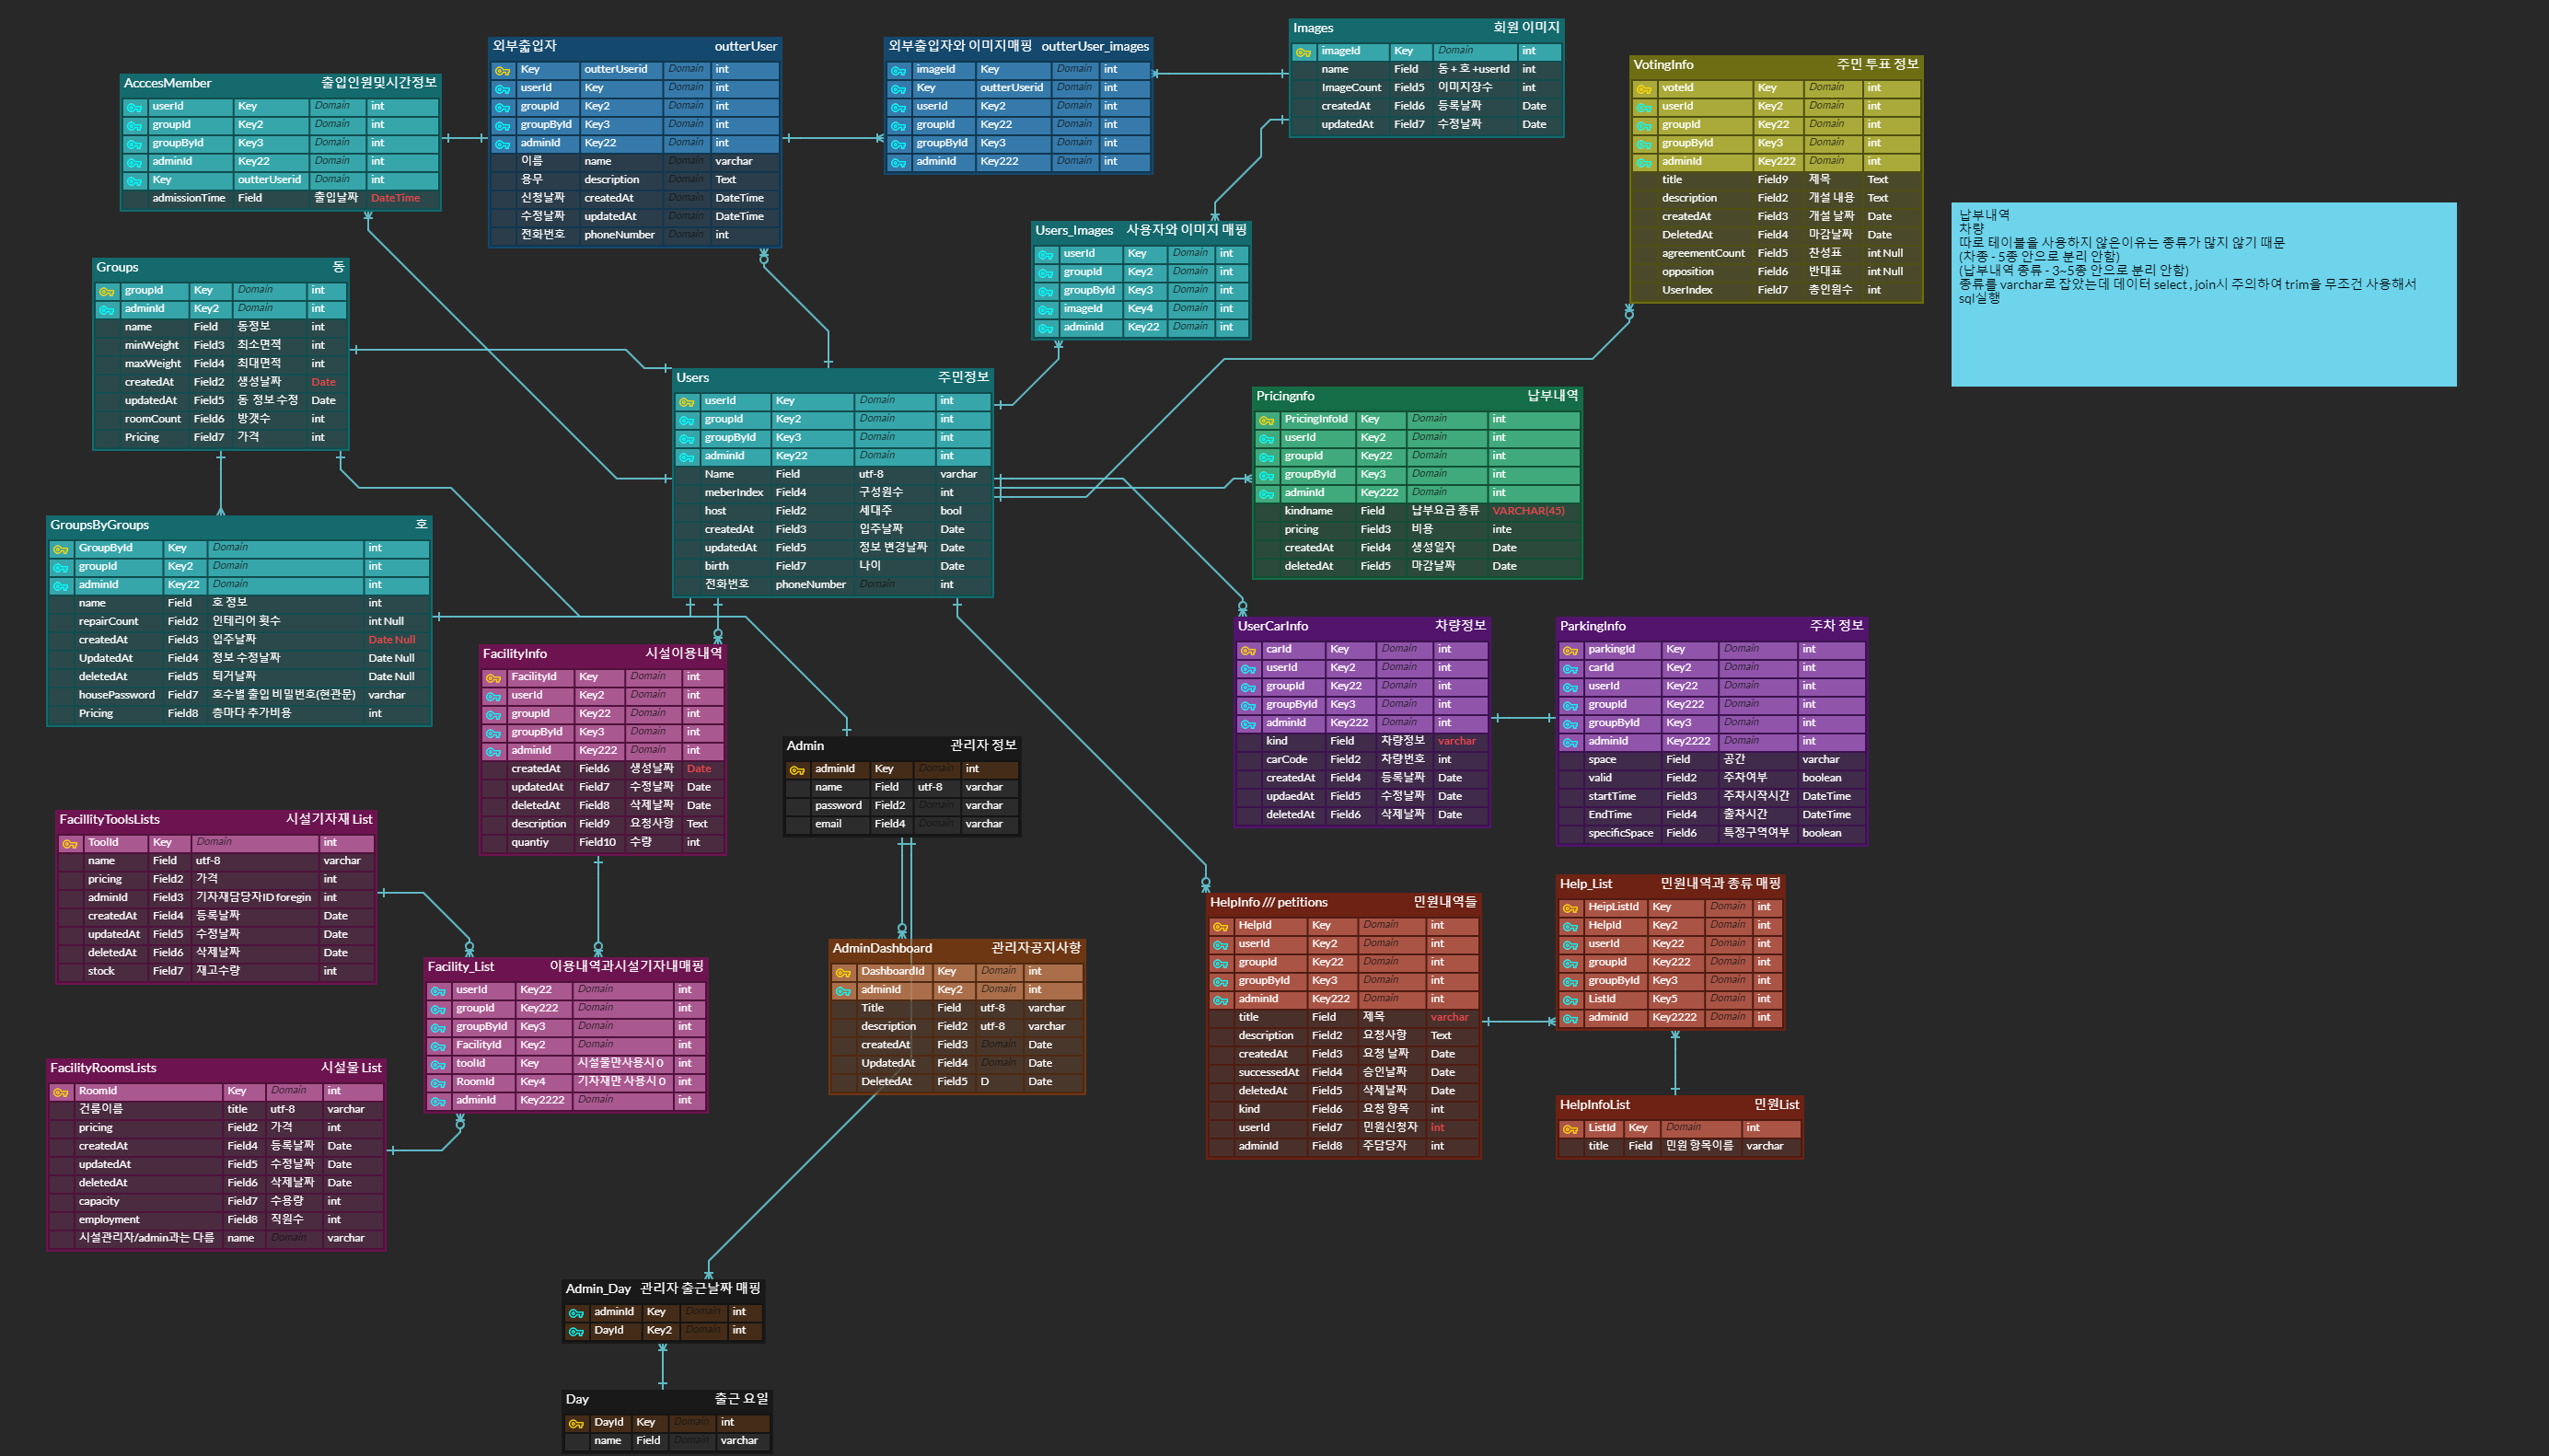 AcccesMember 출입인원및시간정보
userId Key Domain int
groupId Key2 Domain int
groupById Key3 Domain int
adminId Key22 Domain int
Key outterUserid Domain int
admissionTime Field 출입날짜 DateTime
외부출입자 outterUser
Key outterUserid Domain int
userId Key Domain int
groupId Key2 Domain int
groupById Key3 Domain int
adminId Key22 Domain int
이름 name Domain varchar
용무 description Domain Text
신청날짜 createdAt Domain DateTime
수정날짜 updatedAt Domain DateTime
전화번호 phoneNumber Domain int
외부출입자와 이미지매핑 outterUser_images
imageId Key Domain int
Key outterUserid Domain int
userId Key2 Domain int
groupId Key22 Domain int
groupById Key3 Domain int
adminId Key222 Domain int
Images 회원 이미지
imageId Key Domain int
name Field 동 + 호 +userId int
ImageCount Field5 이미지장수 int
createdAt Field6 등록날짜 Date
updatedAt Field7 수정날짜 Date
VotingInfo 주민 투표 정보
voteId Key Domain int
userId Key2 Domain int
groupId Key22 Domain int
groupById Key3 Domain int
adminId Key222 Domain int
title Field9 제목 Text
description Field2 개설 내용 Text
createdAt Field3 개설 날짜 Date
DeletedAt Field4 마감날짜 Date
agreementCount Field5 찬성표 int Null
opposition Field6 반대표 int Null
UserIndex Field7 총인원수 int
납부내역
차량
따로 테이블을 사용하지 않은이유는 종류가 많지 않기 때문
(차종 - 5종 안으로 분리 안함)
(납부내역 종류 - 3~5종 안으로 분리 안함)
종류를 varchar로 잡았는데 데이터 select , join시 주의하여 trim을 무조건 사용해서
sql실행
Users_Images 사용자와 이미지 매핑
userId Key Domain int
groupId Key2 Domain int
groupById Key3 Domain int
imageId Key4 Domain int
adminId Key22 Domain int
Groups 동
groupId Key Domain int
adminId Key2 Domain int
name Field 동정보 int
minWeight Field3 최소면젹 int
maxWeight Field4 최대면적 int
createdAt Field2 생성날짜 Date
updatedAt Field5 동 정보 수정 Date
roomCount Field6 방갯수 int
Pricing Field7 가격 int
Users 주민정보
userId Key Domain int
groupId Key2 Domain int
groupById Key3 Domain int
adminId Key22 Domain int
Name Field utf-8 varchar
meberIndex Field4 구성원수 int
host Field2 세대주 bool
createdAt Field3 입주날짜 Date
updatedAt Field5 정보 변경날짜 Date
birth Field7 나이 Date
전화번호 phoneNumber Domain int
Pricingnfo 납부내역
PricingInfoId Key Domain int
userId Key2 Domain int
groupId Key22 Domain int
groupById Key3 Domain int
adminId Key222 Domain int
kindname Field 납부요금 종류 VARCHAR(45)
pricing Field3 비용 inte
createdAt Field4 생성일자 Date
deletedAt Field5 마감날짜 Date
GroupsByGroups 호
GroupById Key Domain int
groupId Key2 Domain int
adminId Key22 Domain int
name Field 호 정보 int
repairCount Field2 인테리어 횟수 int Null
createdAt Field3 입주날짜 Date Null
UpdatedAt Field4 정보 수정날짜 Date Null
deletedAt Field5 퇴거날짜 Date Null
housePassword Field7 호수별 출입 비밀번호(현관문) varchar
Pricing Field8 층마다 추가비용 int
FacilityInfo 시설이용내역
FacilityId Key Domain int
userId Key2 Domain int
groupId Key22 Domain int
groupById Key3 Domain int
adminId Key222 Domain int
createdAt Field6 생성날짜 Date
updatedAt Field7 수정날짜 Date
deletedAt Field8 삭제날짜 Date
description Field9 요청사항 Text
quantiy Field10 수량 int
UserCarInfo 차량정보
carId Key Domain int
userId Key2 Domain int
groupId Key22 Domain int
groupById Key3 Domain int
adminId Key222 Domain int
kind Field 차량정보 varchar
carCode Field2 차량번호 int
createdAt Field4 등록날짜 Date
updaedAt Field5 수정날짜 Date
deletedAt Field6 삭제날짜 Date
ParkingInfo 주차 정보
parkingId Key Domain int
carId Key2 Domain int
userId Key22 Domain int
groupId Key222 Domain int
groupById Key3 Domain int
adminId Key2222 Domain int
space Field 공간 varchar
valid Field2 주차여부 boolean
startTime Field3 주차시작시간 DateTime
EndTime Field4 출차시간 DateTime
specificSpace Field6 특정구역여부 boolean
Admin 관리자 정보
adminId Key Domain int
name Field utf-8 varchar
password Field2 Domain varchar
email Field4 Domain varchar
FacillityToolsLists 시설기자재 List
ToolId Key Domain int
name Field utf-8 varchar
pricing Field2 가격 int
adminId Field3 기자재담당자ID foregin int
createdAt Field4 등록날짜 Date
updatedAt Field5 수정날짜 Date
deletedAt Field6 삭제날짜 Date
stock Field7 재고수량 int
HelpInfo /// petitions 민원내역들
HelpId Key Domain int
userId Key2 Domain int
groupId Key22 Domain int
groupById Key3 Domain int
adminId Key222 Domain int
title Field 제목 varchar
description Field2 요청사항 Text
createdAt Field3 요청 날짜 Date
successedAt Field4 승인날짜 Date
deletedAt Field5 삭제날짜 Date
kind Field6 요청 항목 int
userId Field7 민원신청자 int
adminId Field8 주담당자 int
Help_List 민원내역과 종류 매핑
HeipListId Key Domain int
HelpId Key2 Domain int
userId Key22 Domain int
groupId Key222 Domain int
groupById Key3 Domain int
ListId Key5 Domain int
adminId Key2222 Domain int
AdminDashboard 관리자공지사항
DashboardId Key Domain int
adminId Key2 Domain int
Title Field utf-8 varchar
description Field2 utf-8 varchar
createdAt Field3 Domain Date
UpdatedAt Field4 Domain Date
DeletedAt Field5 D Date
Facility_List 이용내역과시설기자내매핑
userId Key22 Domain int
groupId Key222 Domain int
groupById Key3 Domain int
FacilityId Key2 Domain int
toolId Key 시설물만사용시 0 int
RoomId Key4 기자재만 사용시 0 int
adminId Key2222 Domain int
FacilityRoomsLists 시설물 List
RoomId Key Domain int
건룸이름 title utf-8 varchar
pricing Field2 가격 int
createdAt Field4 등록날짜 Date
updatedAt Field5 수정날짜 Date
deletedAt Field6 삭제날짜 Date
capacity Field7 수용량 int
employment Field8 직원수 int
시설관리자/admin과는 다름 name Domain varchar
HelpInfoList 민원List
ListId Key Domain int
title Field 민원 항목이름 varchar
Admin_Day 관리자 출근날짜 매핑
adminId Key Domain int
DayId Key2 Domain int
Day 출근 요일
DayId Key Domain int
name Field Domain varchar